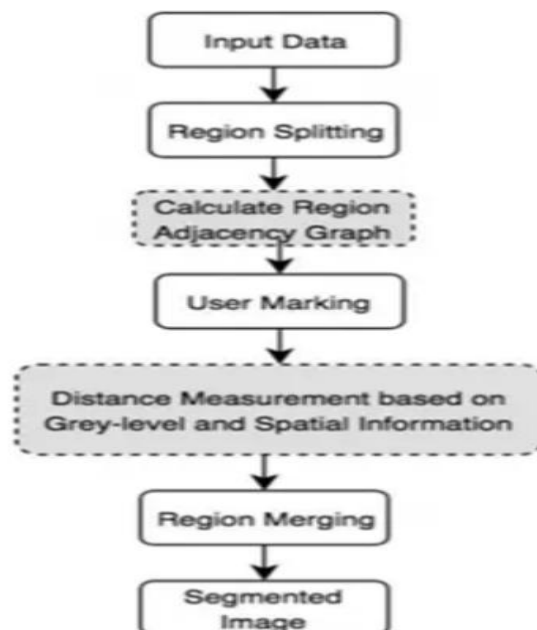 Input Data
Region Splitting
Calculate Region
Adjacency Graph
User Marking
Distance Measurement based on
Grey-level and Spatial Information
Region Merging
Segmented
Image